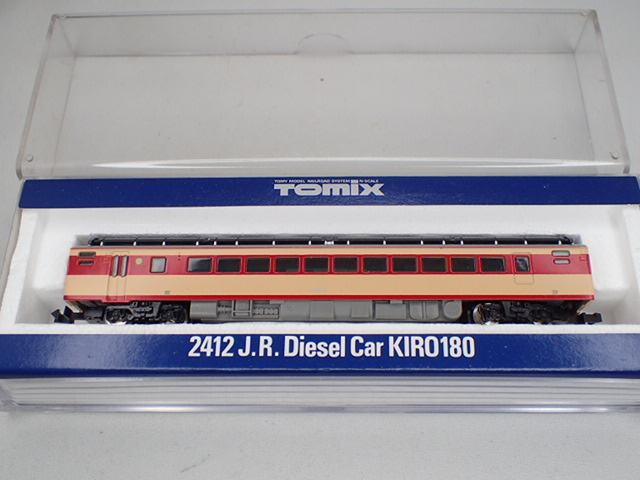 TOMY MODEL RAILROAD SYSTEM N-SCALE
TOMIX
2412 J.R. Diesel Car KIRO180